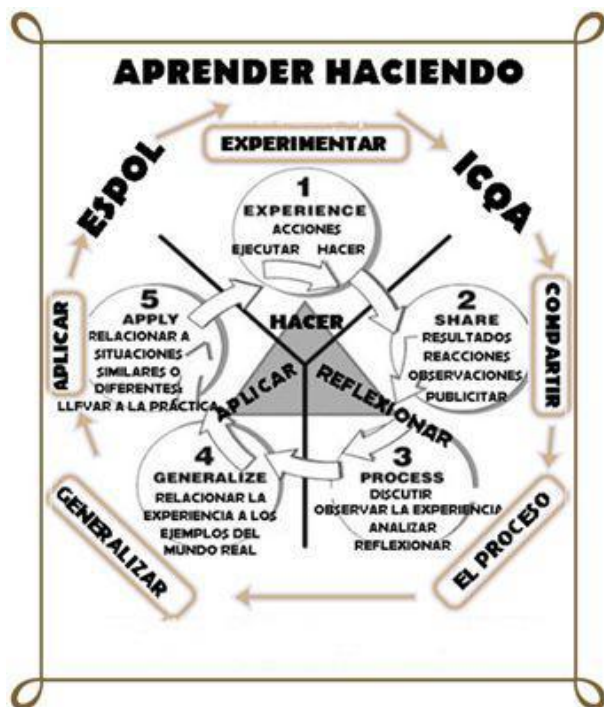 APRENDER HACIENDO
EXPERIMENTAR
ESPOL
ICQA
1
EXPERIENCE
ACCIONES
EJECUTAR HACER
2
SHARE
RESULTADOS
REACCIONES
OBSERVACIONES
PUBLICITAR
COMPARTIR
3
PROCESS
DISCUTIR
OBSERVAR LA EXPERIENCIA
ANALIZAR
REFLEXIONAR
EL PROCESO
4
GENERALIZE
RELACIONAR LA
EXPERIENCIA A LOS
EJEMPLOS DEL
MUNDO REAL
GENERALIZAR
5
APPLY
RELACIONAR A
SITUACIONES
SIMILARES O
DIFERENTES;
LLEVAR A LA PRÁCTICA
APLICAR
HACER
REFLEXIONAR
APLICAR